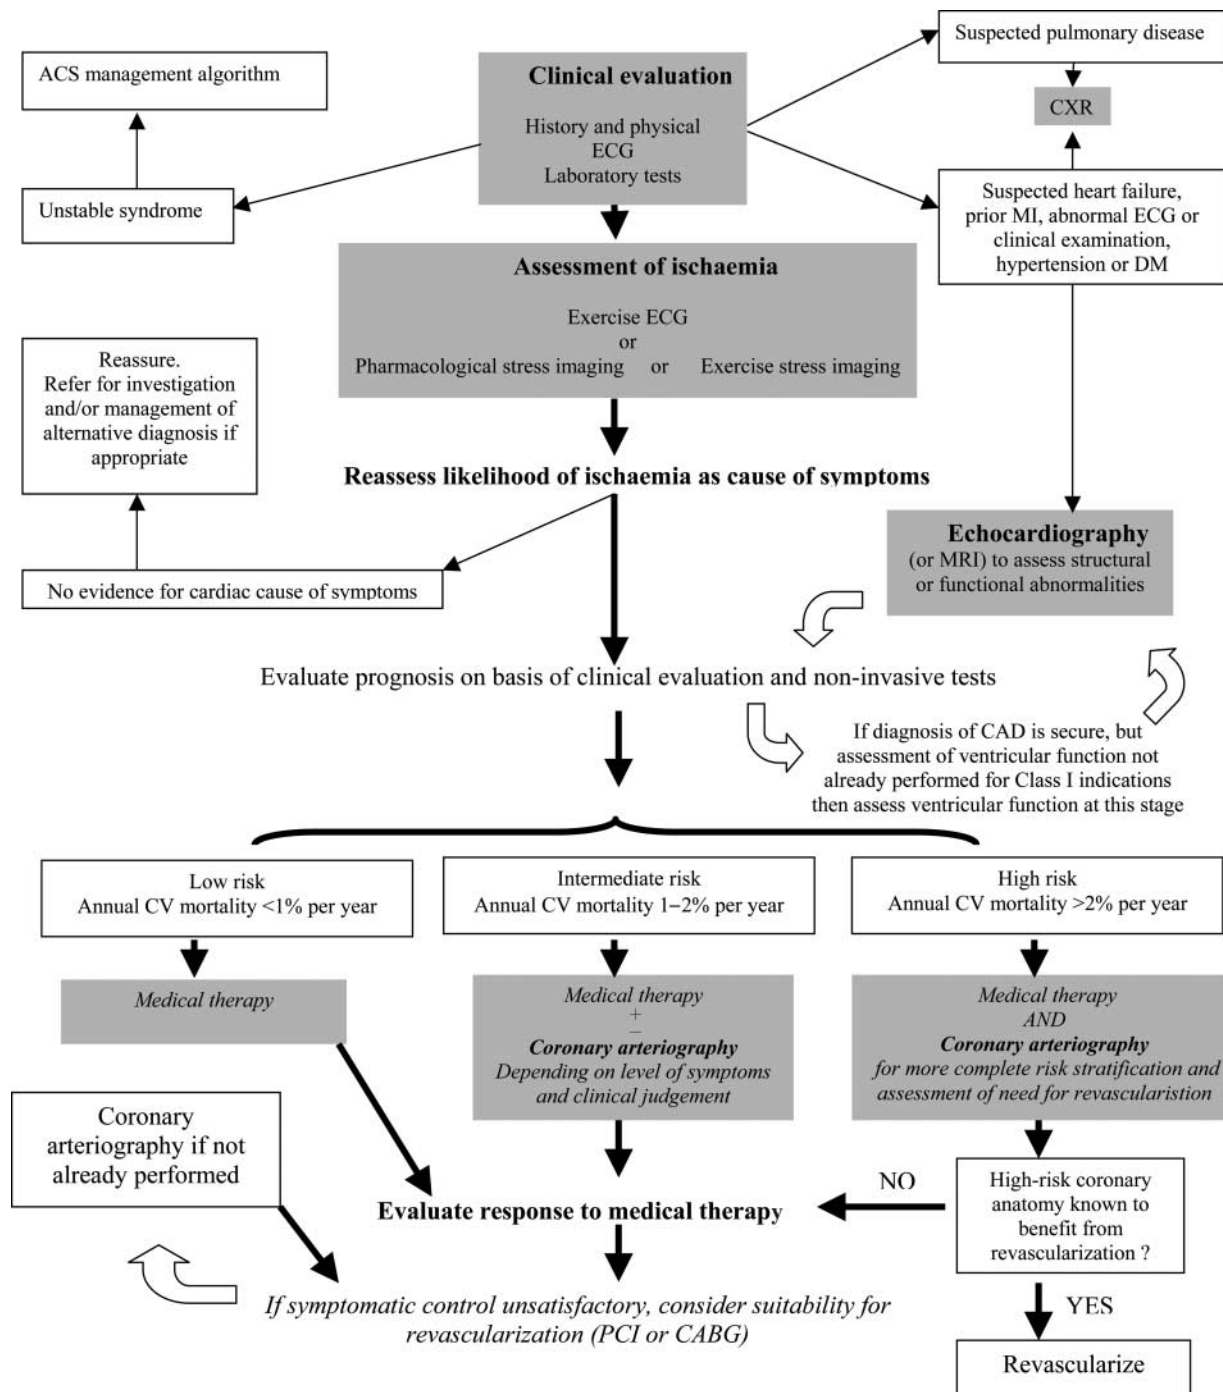 Suspected pulmonary disease
ACS management algorithm
Clinical evaluation
CXR
History and physical
ECG
Laboratory tests
Unstable syndrome
Suspected heart failure,
prior MI, abnormal ECG or
clinical examination,
hypertension or DM
Assessment of ischaemia
Exercise ECG
or
Pharmacological stress imaging or Exercise stress imaging
Reassure.
Refer for investigation
and/or management of
alternative diagnosis if
appropriate
Reassess likelihood of ischaemia as cause of symptoms
Echocardiography
(or MRI) to assess structural
or functional abnormalities
No evidence for cardiac cause of symptoms
Evaluate prognosis on basis of clinical evaluation and non-invasive tests
If diagnosis of CAD is secure, but
assessment of ventricular function not
already performed for Class I indications
then assess ventricular function at this stage
Low risk
Annual CV mortality <1% per year
Intermediate risk
Annual CV mortality 1–2% per year
High risk
Annual CV mortality >2% per year
Medical therapy
Medical therapy
+
–
Coronary arteriography
Depending on level of symptoms
and clinical judgement
Medical therapy
AND
Coronary arteriography
for more complete risk stratification and
assessment of need for revascularistion
Coronary
arteriography if not
already performed
Evaluate response to medical therapy
NO
High-risk coronary
anatomy known to
benefit from
revascularization ?
If symptomatic control unsatisfactory, consider suitability for
revascularization (PCI or CABG)
YES
Revascularize